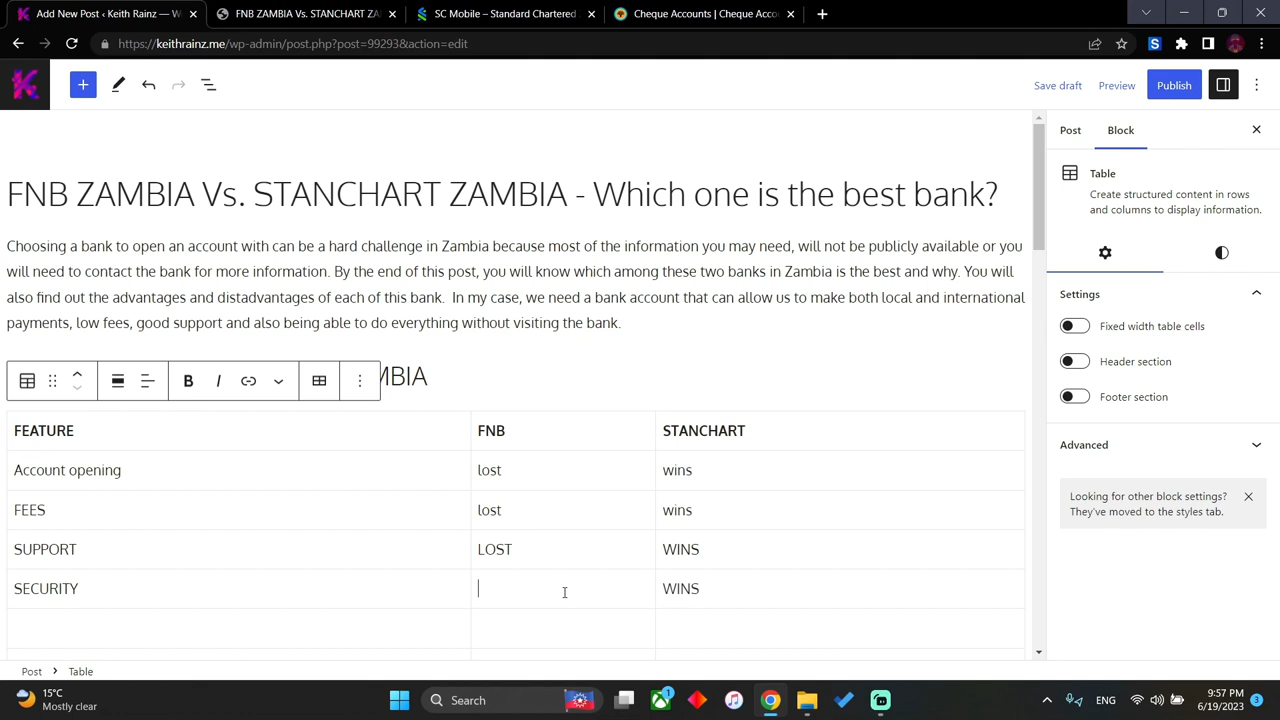 Add New Post ‹ Keith Rainz — W
FNB ZAMBIA Vs. STANCHART ZA
SC Mobile – Standard Chartered
Cheque Accounts | Cheque Acco
https://keithrainz.me/wp-admin/post.php?post=99293&action=edit
Save draft
Preview
Publish
Post
Block
Table
Create structured content in rows
and columns to display information.
Settings
Fixed width table cells
Header section
Footer section
Advanced
Looking for other block settings?
They've moved to the styles tab.
FNB ZAMBIA Vs. STANCHART ZAMBIA - Which one is the best bank?
Choosing a bank to open an account with can be a hard challenge in Zambia because most of the information you may need, will not be publicly available or you
will need to contact the bank for more information. By the end of this post, you will know which among these two banks in Zambia is the best and why. You will
also find out the advantages and distadvantages of each of this bank. In my case, we need a bank account that can allow us to make both local and international
payments, low fees, good support and also being able to do everything without visiting the bank.
MBIA
B I
FEATURE FNB STANCHART
Account opening lost wins
FEES lost wins
SUPPORT LOST WINS
SECURITY WINS
Post
Table
15°C
Mostly clear
Search
1
ENG
9:57 PM
6/19/2023
3